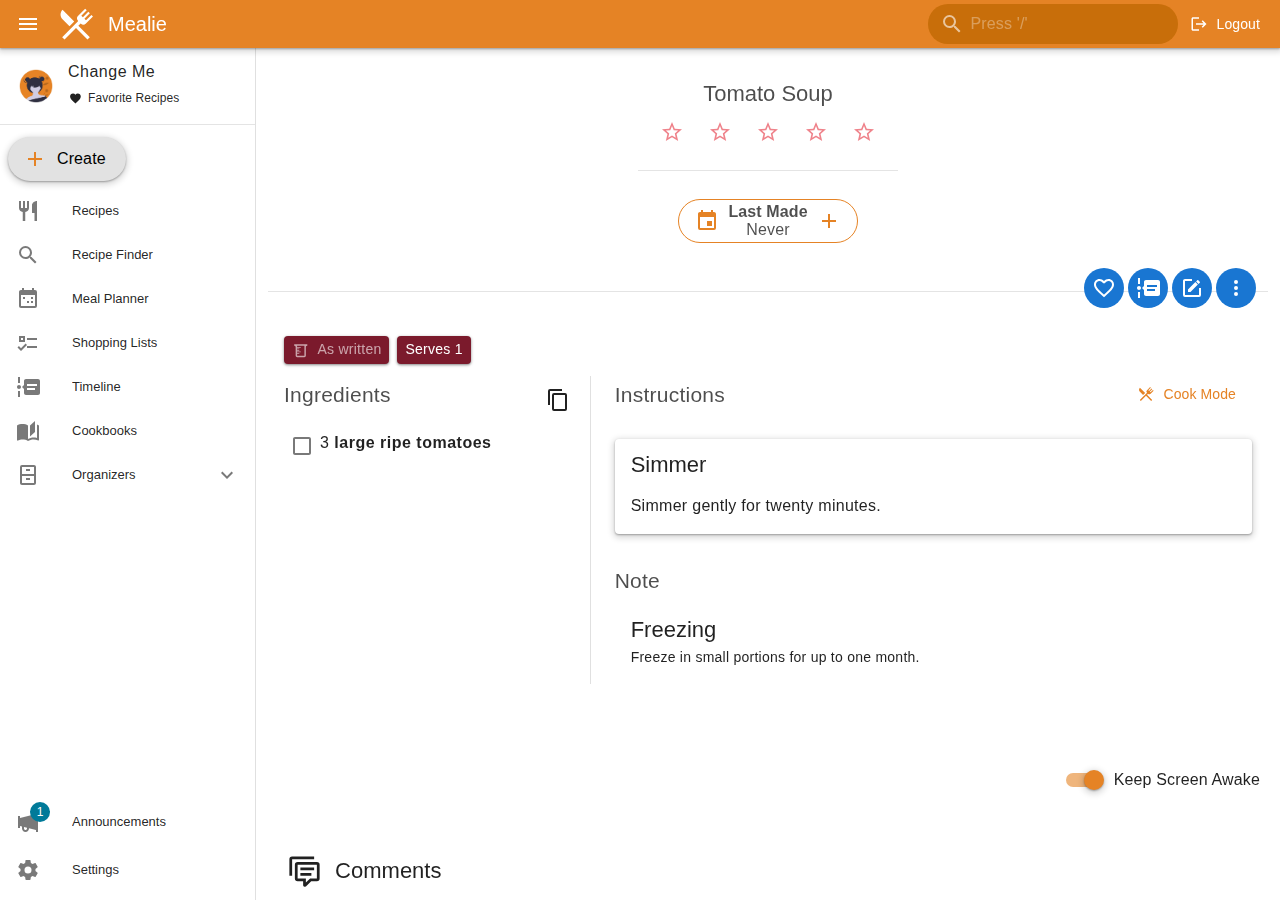 Mealie
Press '/'
Logout
Change Me
Favorite Recipes
Create
Recipes
Recipe Finder
Meal Planner
Shopping Lists
Timeline
Cookbooks
Organizers
1
Announcements
Settings
Tomato Soup
Last Made
Never
As written
Serves 1
Ingredients
3 large ripe tomatoes
Instructions
Cook Mode
Simmer
Simmer gently for twenty minutes.
Note
Freezing
Freeze in small portions for up to one month.
Keep Screen Awake
Comments